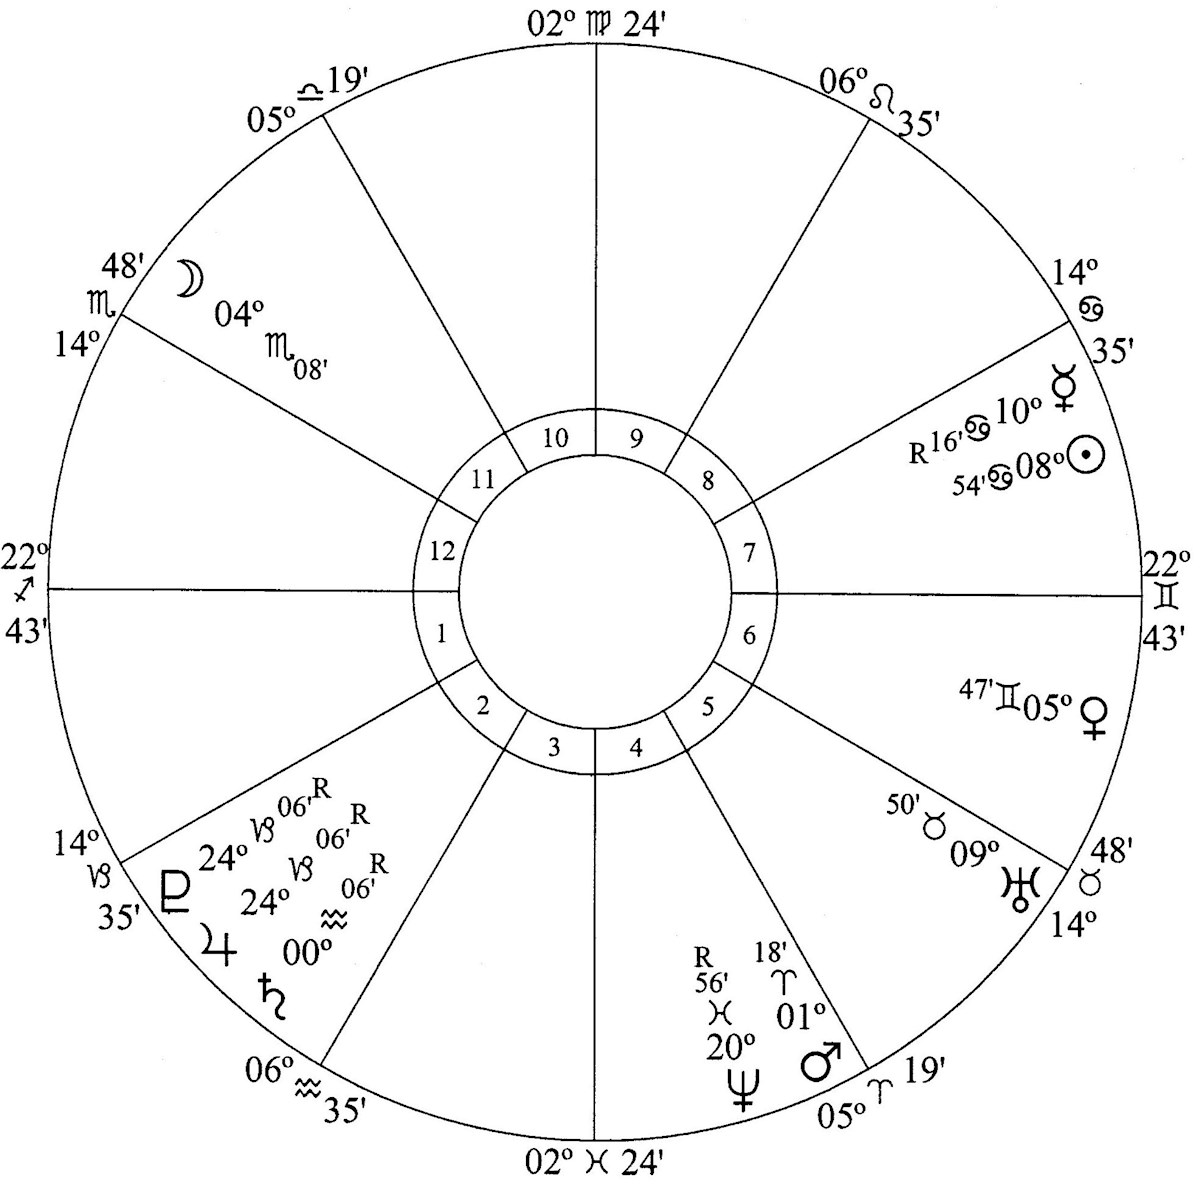 02º ♍ 24'
05º ♎ 19'
06º ♌ 35'
48'
♏
14º
☽ 04º ♏ 08'
14º
♋
35'
☿ 10º ♋ 16' R
☉ 08º ♋ 54'
10
9
11
8
12
7
1
6
2
5
3
4
22º
♐
43'
22º
♊
43'
♀ 05º ♊ 47'
14º
♑
35'
♇ 24º ♑ 06' R
♃ 24º ♑ 06' R
♄ 00º ♒ 06' R
50'
♉
09º
♅
48'
♉
14º
R
56'
♓
20º
♆
18'
♈
01º
♂
06º ♒ 35'
05º ♈ 19'
02º ♓ 24'